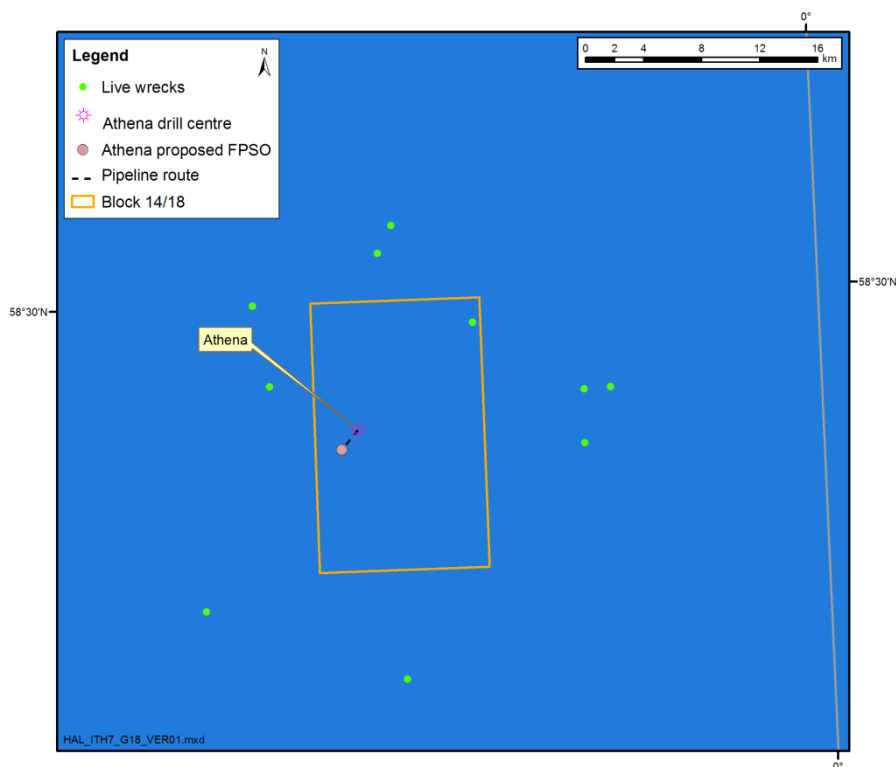 0°
Legend
N
Live wrecks
Athena drill centre
Athena proposed FPSO
Pipeline route
Block 14/18
0 2 4 8 12 16
km
58°30'N
58°30'N
Athena
HAL_ITH7_G18_VER01.mxd
0°